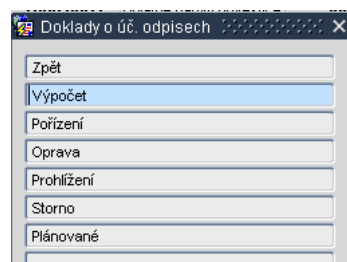 Doklady o úč. odpisech
Zpět
Výpočet
Pořízení
Oprava
Prohlížení
Storno
Plánované